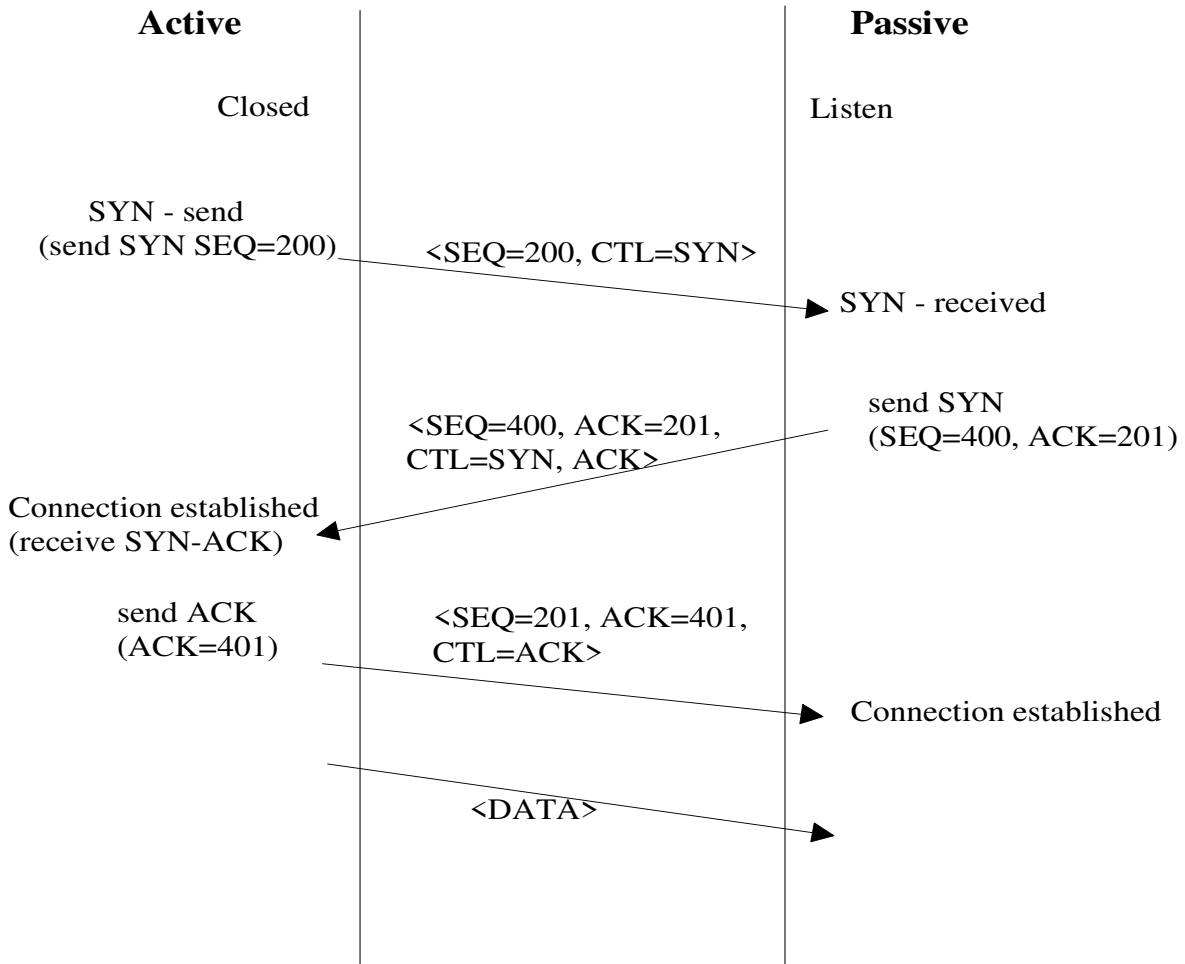 Active
Passive
Closed
Listen
SYN - send
(send SYN SEQ=200)
<SEQ=200, CTL=SYN>
SYN - received
send SYN
(SEQ=400, ACK=201)
<SEQ=400, ACK=201,
CTL=SYN, ACK>
Connection established
(receive SYN-ACK)
send ACK
(ACK=401)
<SEQ=201, ACK=401,
CTL=ACK>
Connection established
<DATA>